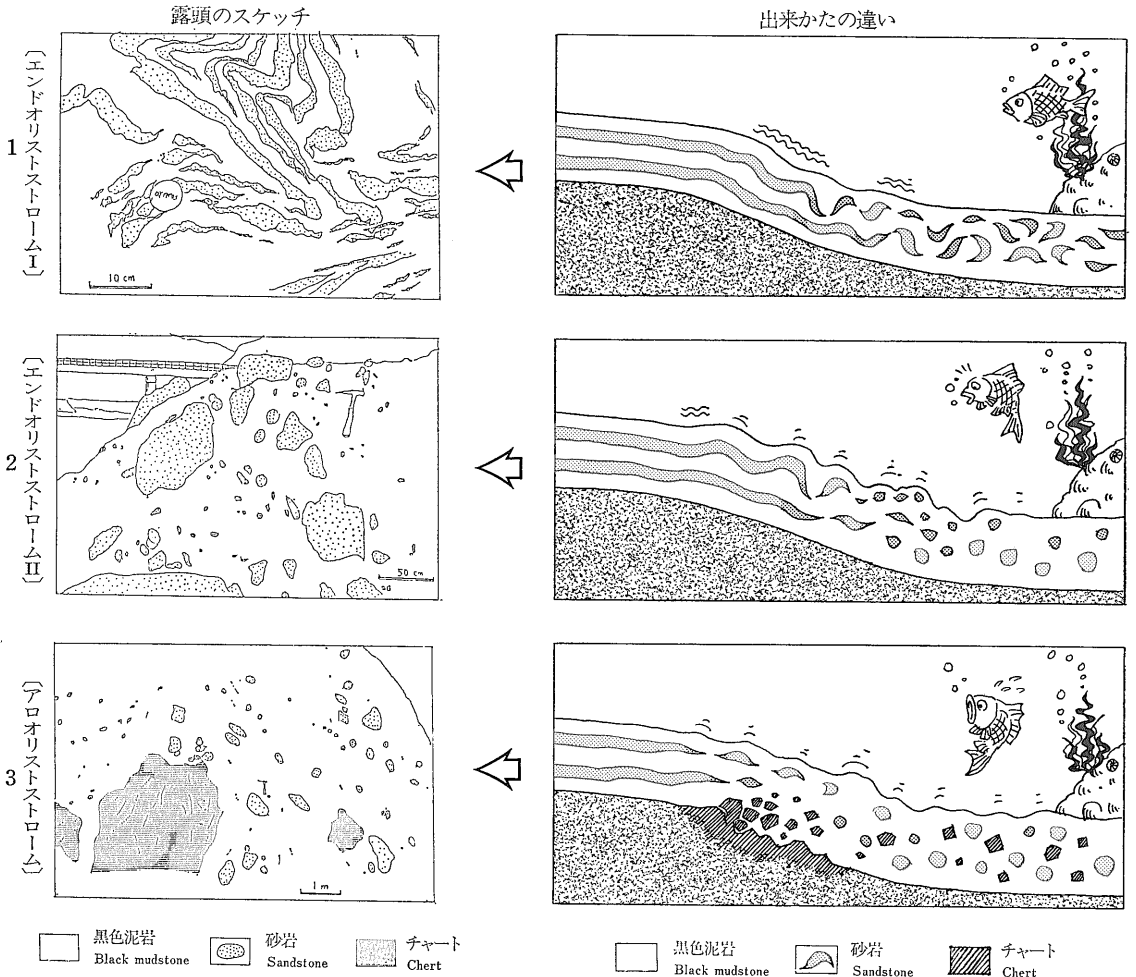 露頭のスケッチ
出来かたの違い
1
〔エンドオリストストロームⅠ〕
10 cm
2
〔エンドオリストストロームⅡ〕
50 cm
3
〔アロオリストストローム〕
1 m
黒色泥岩
Black mudstone
砂岩
Sandstone
チャート
Chert
黒色泥岩
Black mudstone
砂岩
Sandstone
チャート
Chert